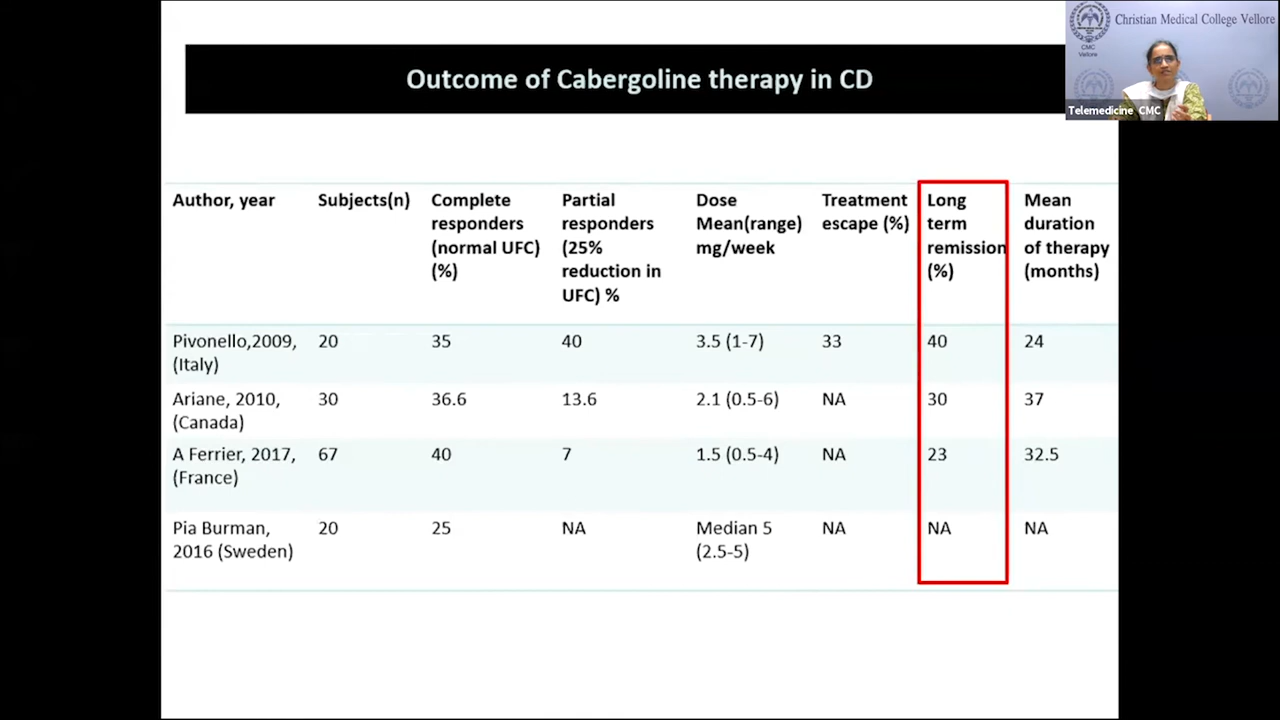 Christian Medical College Vellore
CMC
Vellore
Telemedicine CMC
Outcome of Cabergoline therapy in CD
Author, year Subjects(n) Complete responders (normal UFC) (%) Partial responders (25% reduction in UFC) % Dose Mean(range) mg/week Treatment escape (%) Long term remission (%) Mean duration of therapy (months)
Pivonello,2009, (Italy) 20 35 40 3.5 (1-7) 33 40 24
Ariane, 2010, (Canada) 30 36.6 13.6 2.1 (0.5-6) NA 30 37
A Ferrier, 2017, (France) 67 40 7 1.5 (0.5-4) NA 23 32.5
Pia Burman, 2016 (Sweden) 20 25 NA Median 5 (2.5-5) NA NA NA